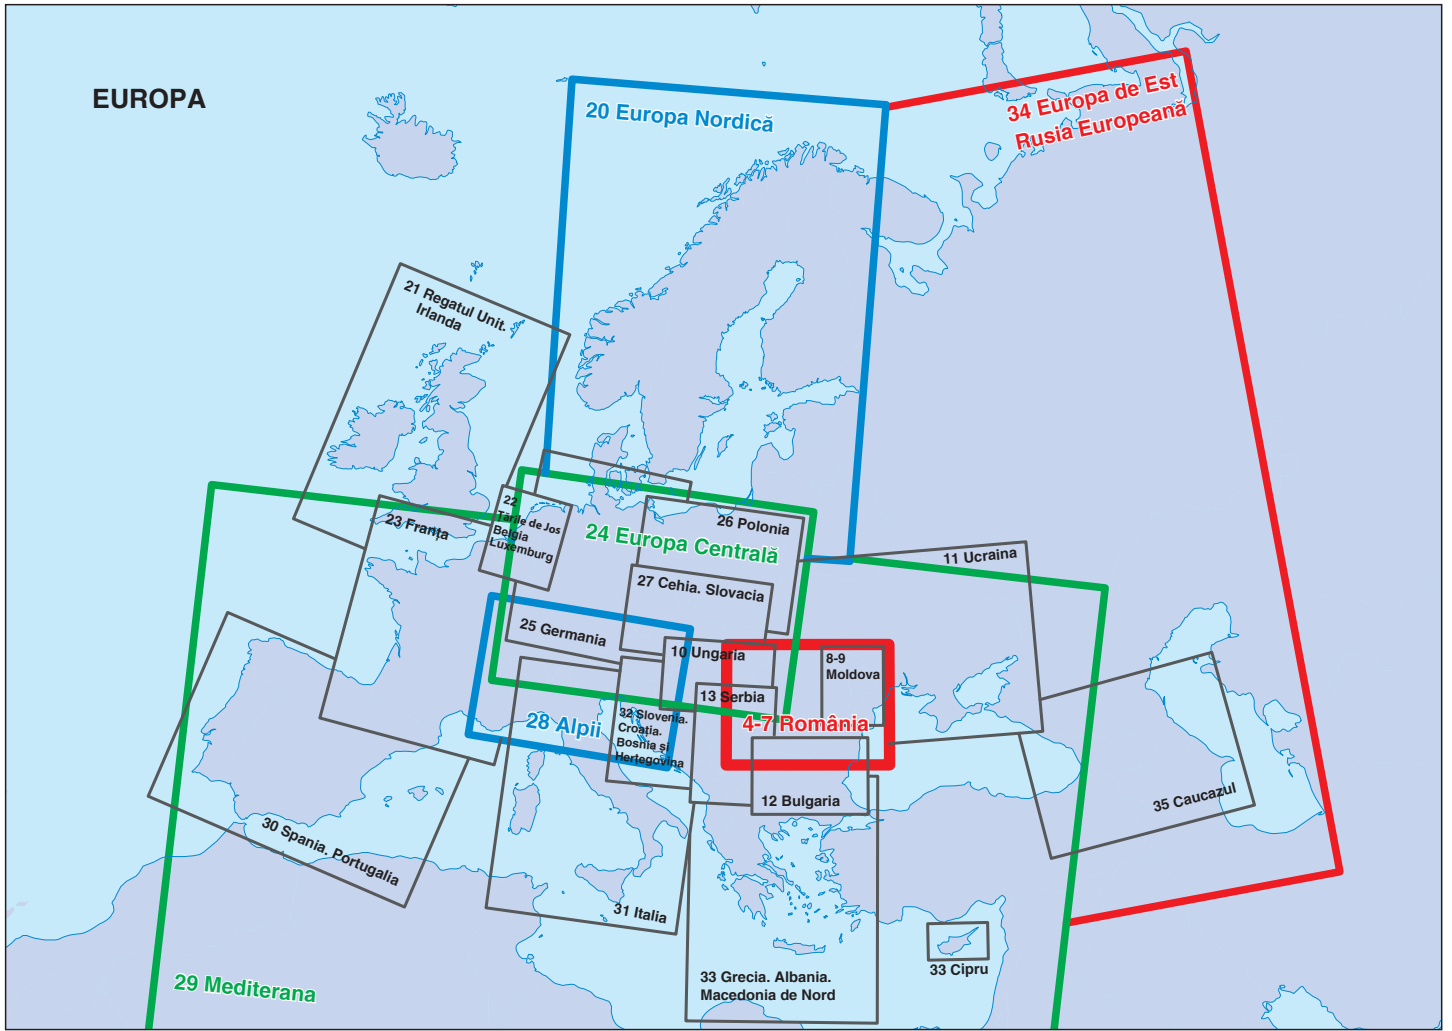 EUROPA
20 Europa Nordică
34 Europa de Est
Rusia Europeană
21 Regatul Unit.
Irlanda
22
Țările de Jos
Belgia
Luxemburg
23 Franța
24 Europa Centrală
26 Polonia
11 Ucraina
27 Cehia. Slovacia
25 Germania
10 Ungaria
8-9
Moldova
13 Serbia
4-7 România
28 Alpii
32 Slovenia.
Croația.
Bosnia și
Herțegovina
12 Bulgaria
35 Caucazul
30 Spania. Portugalia
31 Italia
33 Cipru
33 Grecia. Albania.
Macedonia de Nord
29 Mediterana